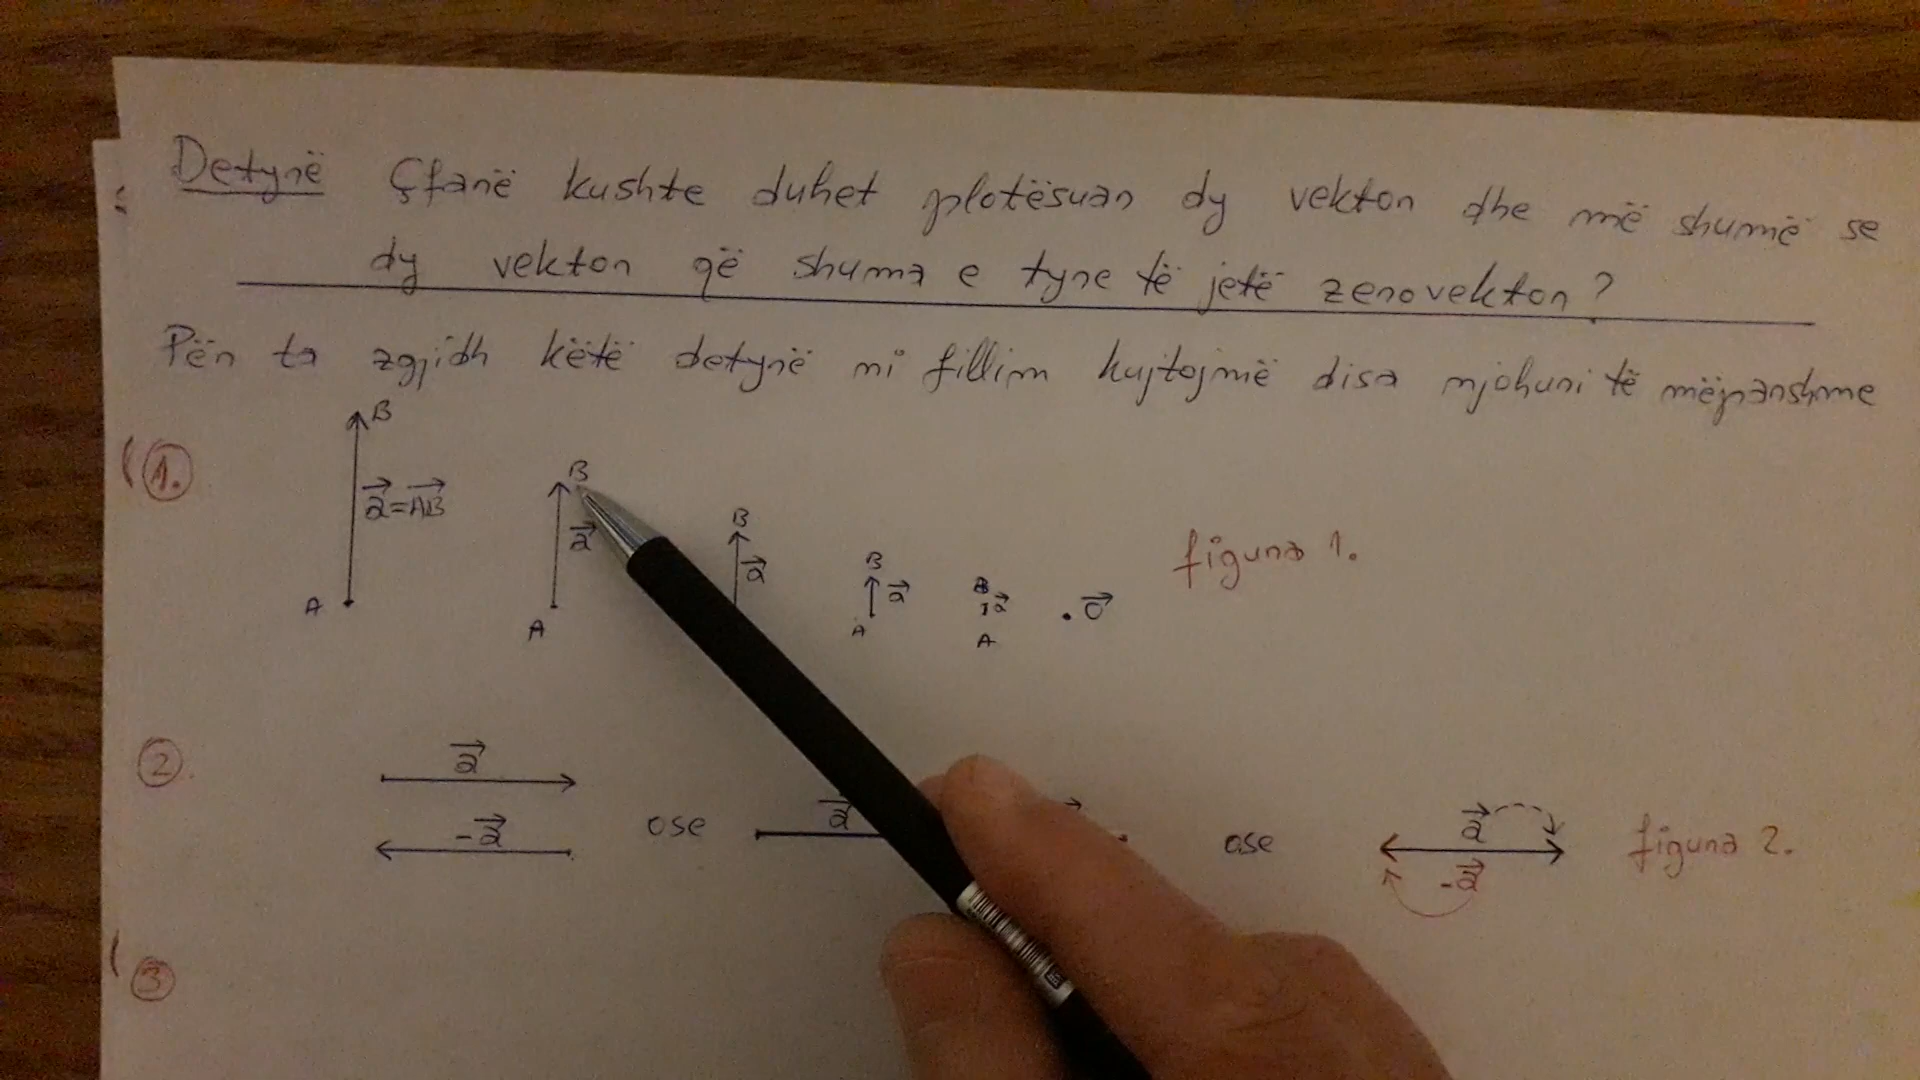 Detyrë Çfarë kushte duhet plotësuar dy vektor dhe më shumë se
dy vektor që shuma e tyre të jetë zerovektor?
Për ta zgjidh këtë detyrë në fillim kujtojmë disa njohuni të mëparshme
1. B a⃗=AB⃗ A B a⃗ A B a⃗ B a⃗ A B a⃗ A . 0⃗ figura 1.
2. a⃗ -a⃗ ose a⃗ ose a⃗ -a⃗ figura 2.
3